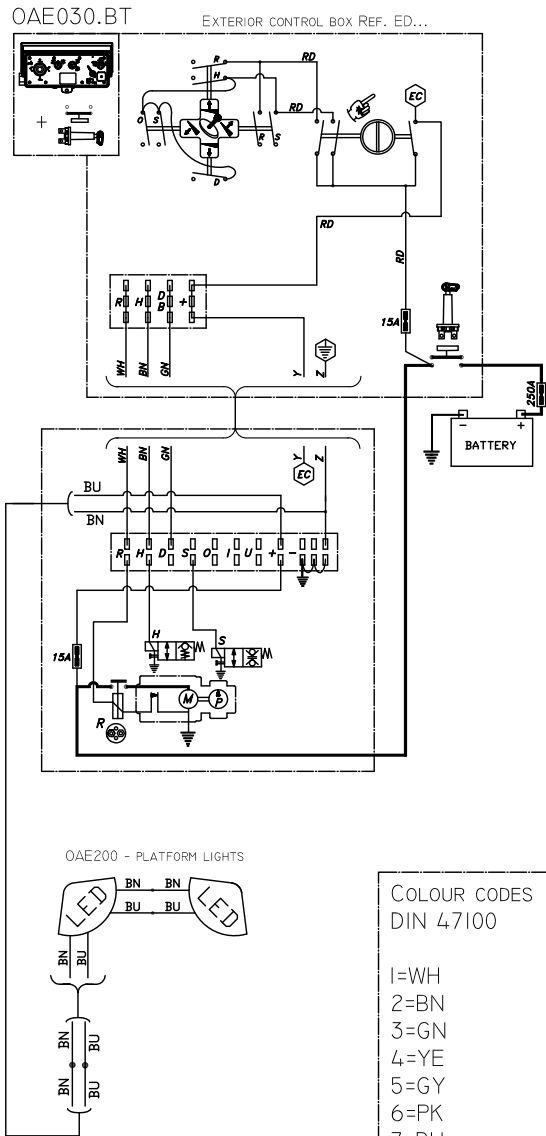 OAE030.BT
EXTERIOR CONTROL BOX REF. ED...
R
RD
H
EC
O S
RD
R S
D
RD
RD
15A
R H D B +
250A
WH BN GN Y Z
- +
BATTERY
WH BN GN Y Z
BU
EC
BN
R H D S O I U + -
H
S
15A
M P
R
OAE200 - PLATFORM LIGHTS
BN BN
LED LED
BU BU
BN BU
BN BU
BN BU
COLOUR CODES
DIN 47100
1=WH
2=BN
3=GN
4=YE
5=GY
6=PK